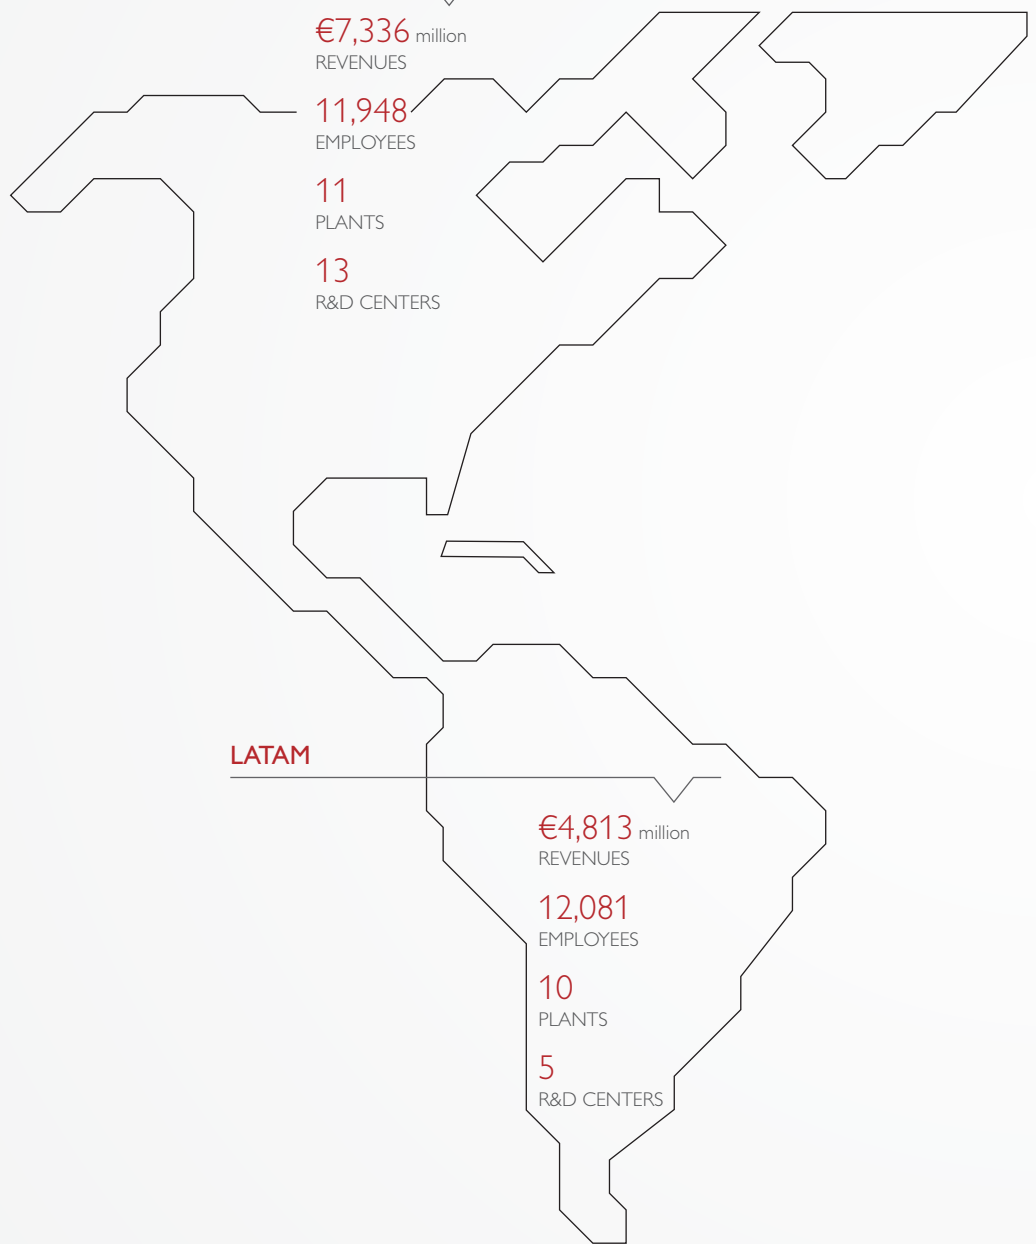 €7,336 million
REVENUES
11,948
EMPLOYEES
11
PLANTS
13
R&D CENTERS
LATAM
€4,813 million
REVENUES
12,081
EMPLOYEES
10
PLANTS
5
R&D CENTERS